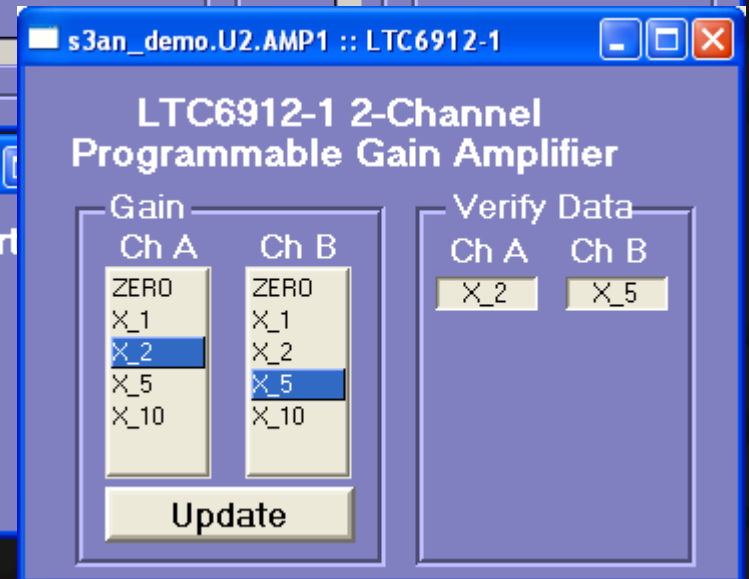 s3an_demo.U2.AMP1 :: LTC6912-1
LTC6912-1 2-Channel
Programmable Gain Amplifier
Gain
Verify Data
Ch A
Ch B
Ch A
Ch B
ZERO
X_1
X_2
X_5
X_10
ZERO
X_1
X_2
X_5
X_10
X_2
X_5
Update